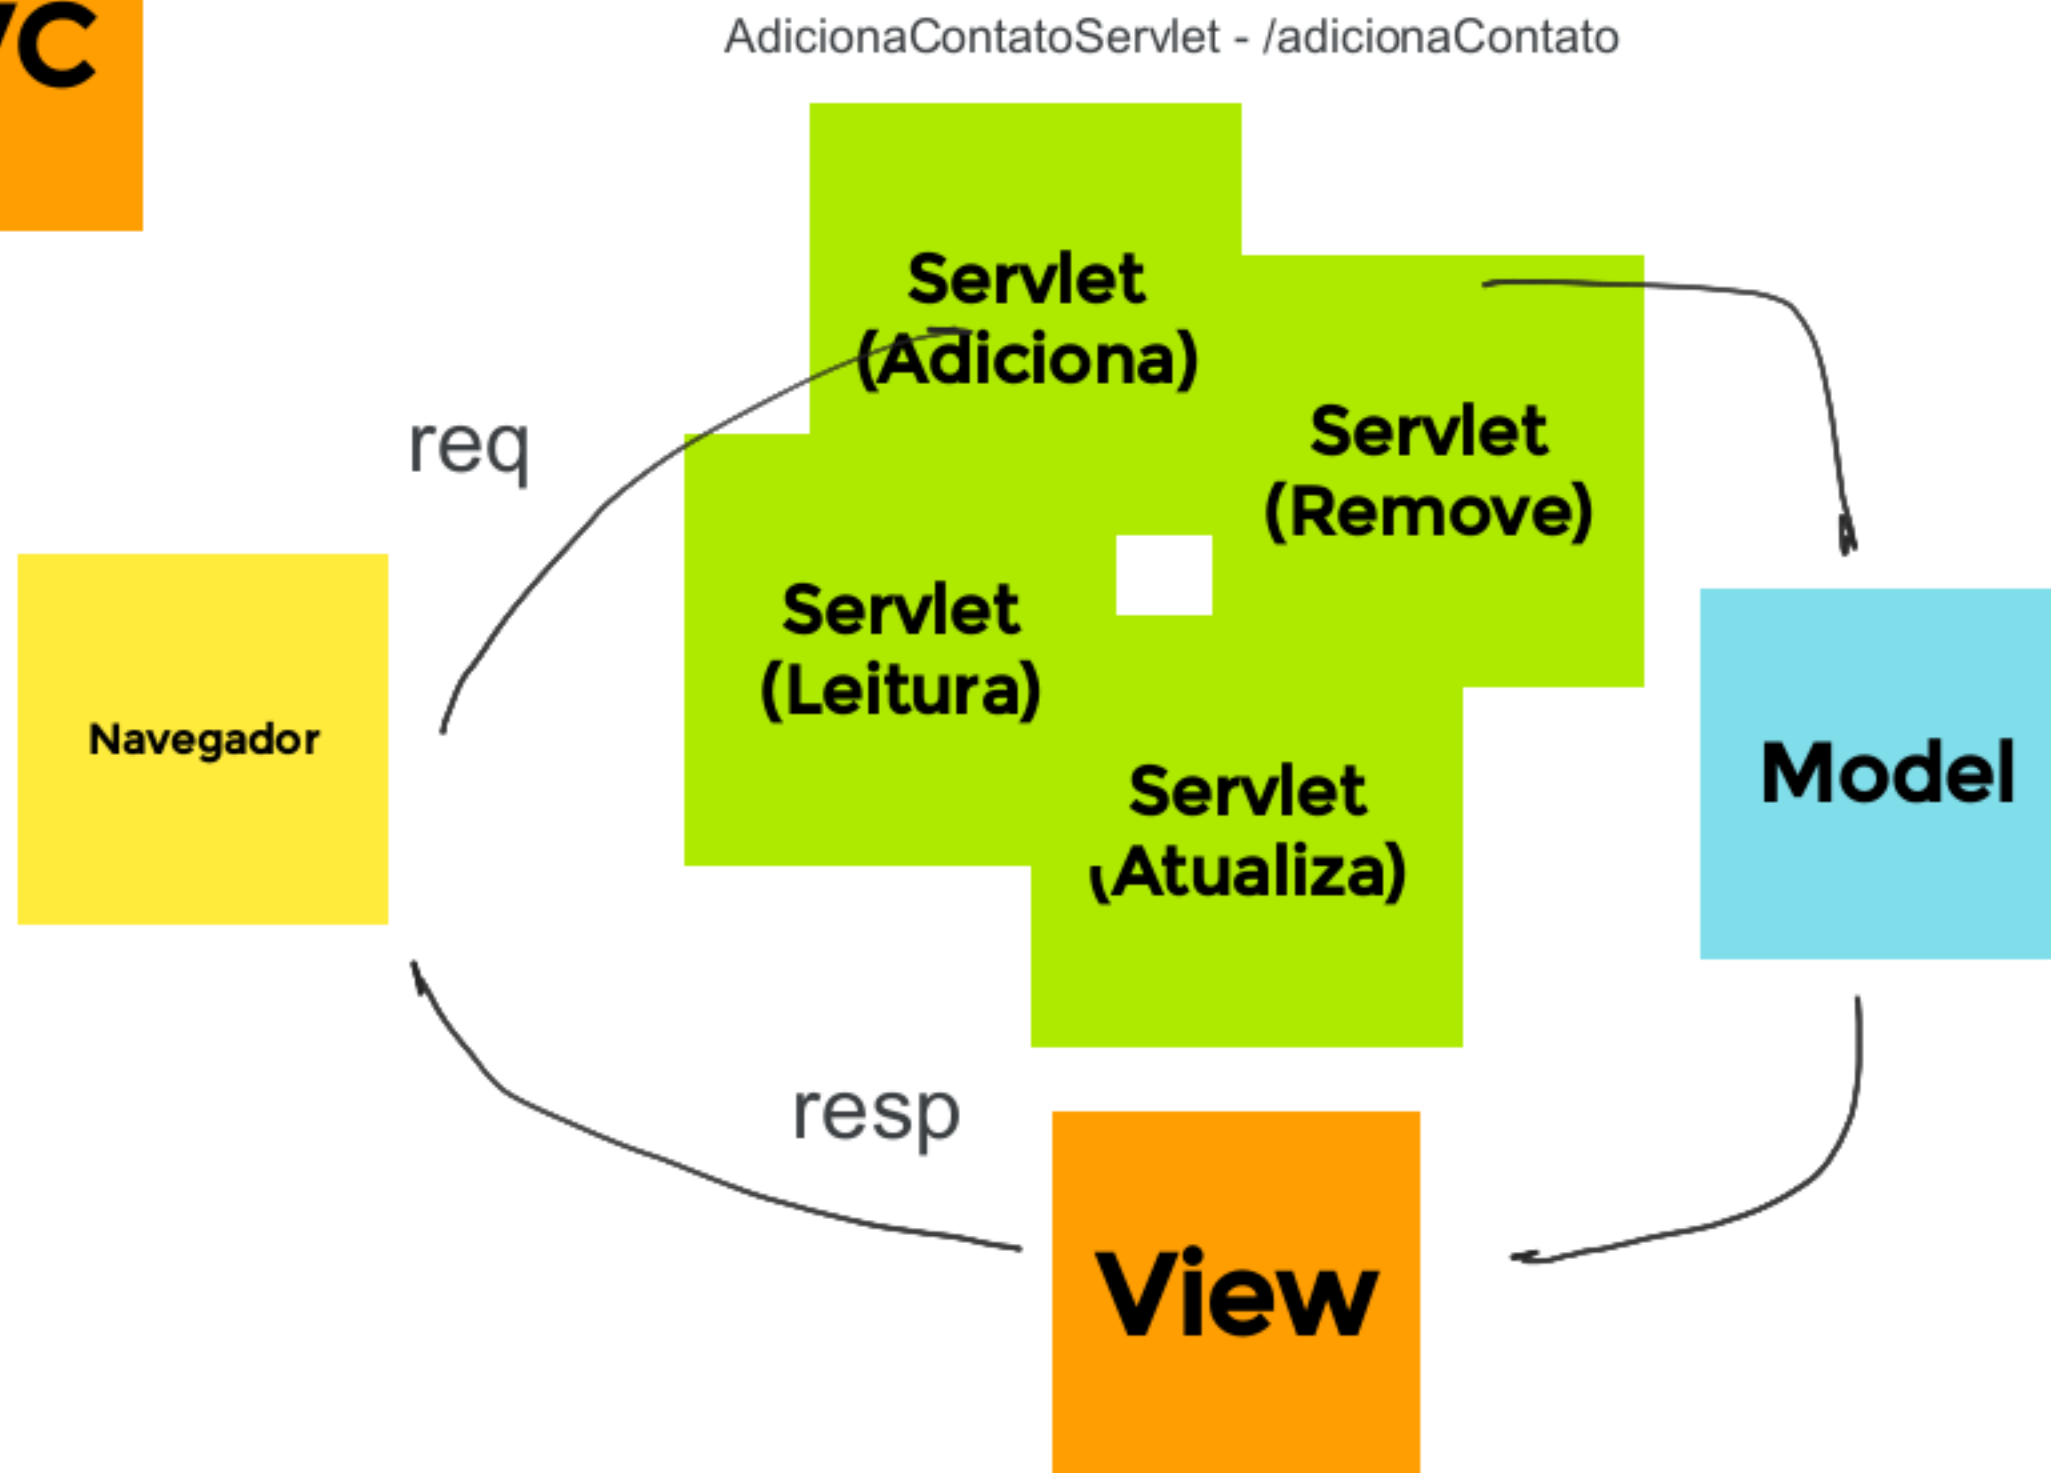 AdicionaContatoServlet - /adicionaContato
Servlet
(Adiciona)
req
Servlet
(Remove)
Servlet
(Leitura)
Navegador
Servlet
(Atualiza)
Model
resp
View